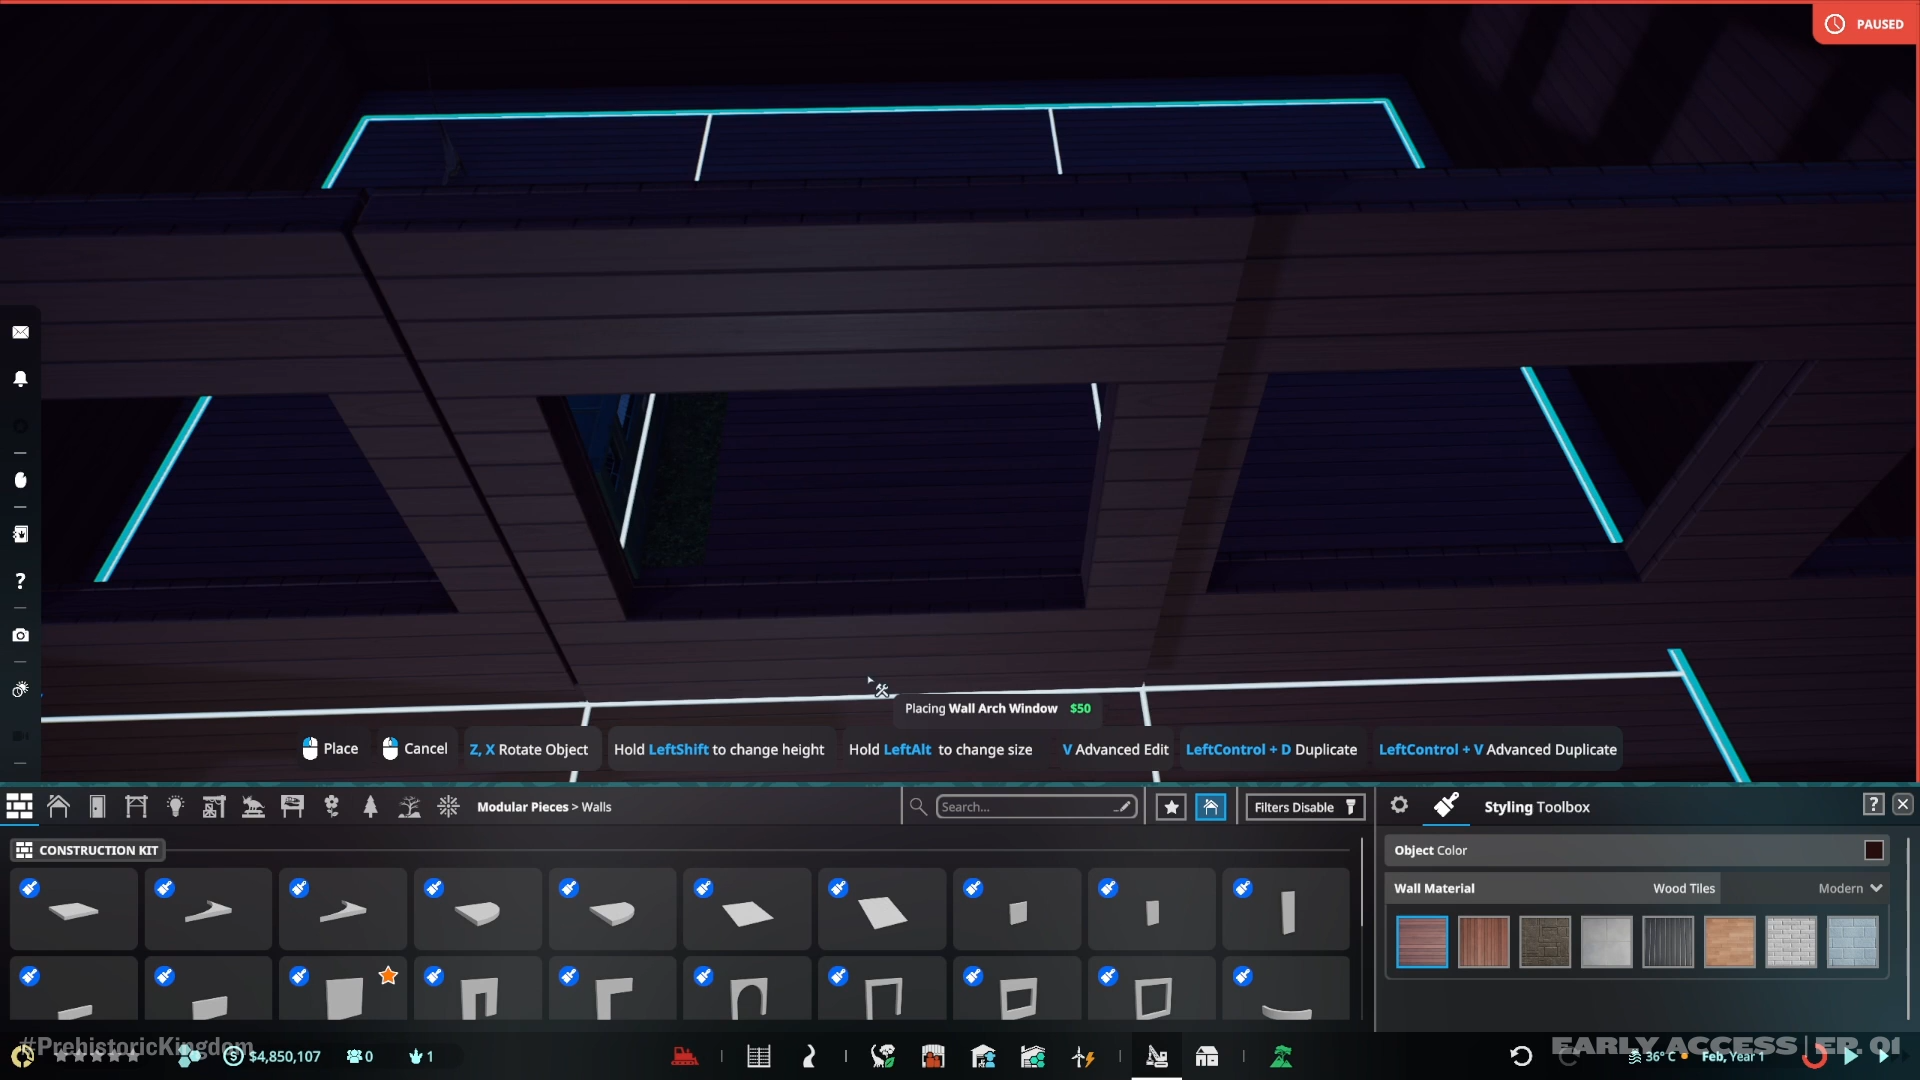 PAUSED
Placing Wall Arch Window $50
Place
Cancel
Z, X Rotate Object
Hold LeftShift to change height
Hold LeftAlt to change size
V Advanced Edit
LeftControl + D Duplicate
LeftControl + V Advanced Duplicate
Modular Pieces > Walls
Search...
Filters Disable
Styling Toolbox
?
CONSTRUCTION KIT
Object Color
Wall Material
Wood Tiles
Modern
#PrehistoricKingdom
$4,850,107
0
1
EARLY ACCESS | EP. 01
36° C
Feb, Year 1